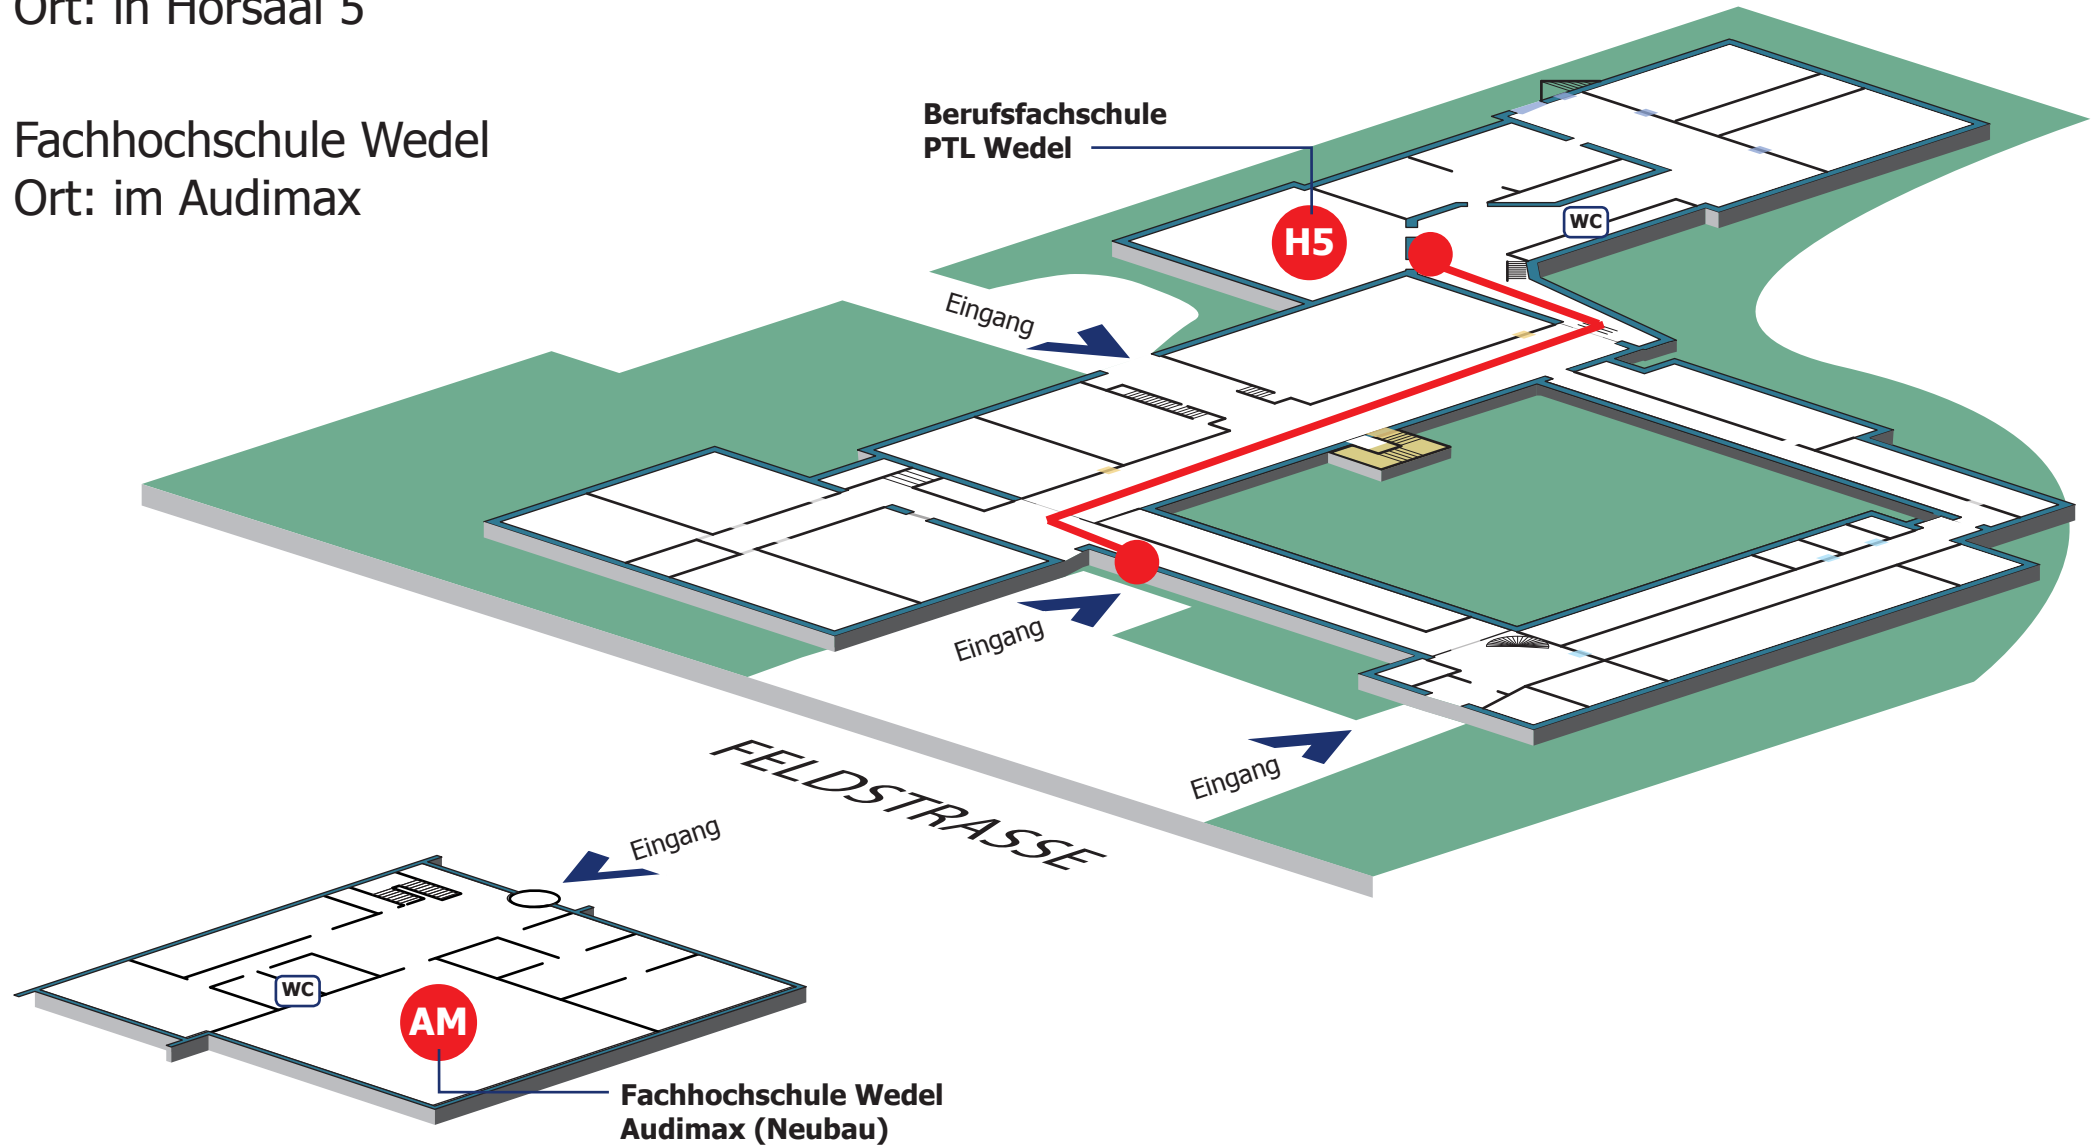 Ort: in Hörsaal 5
Fachhochschule Wedel
Ort: im Audimax
Berufsfachschule
PTL Wedel
H5
WC
Eingang
Eingang
Eingang
FELDSTRASSE
Eingang
WC
AM
Fachhochschule Wedel
Audimax (Neubau)